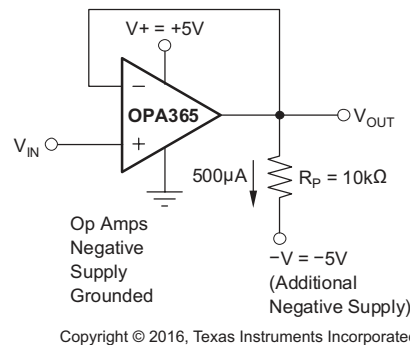 V+ = +5V
−
OPA365
+
V_IN
V_OUT
500µA
R_P = 10kΩ
Op Amps
Negative
Supply
Grounded
−V = −5V
(Additional
Negative Supply)
Copyright © 2016, Texas Instruments Incorporated